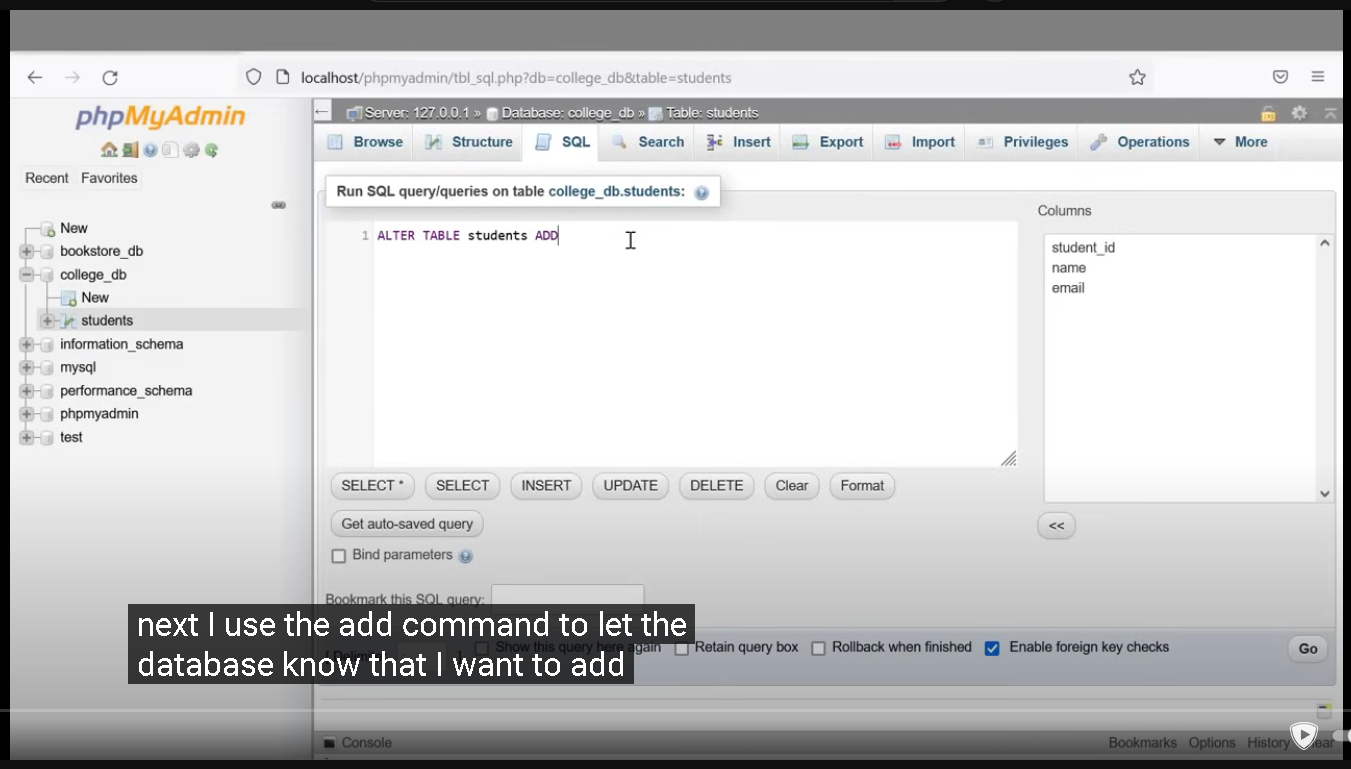 localhost/phpmyadmin/tbl_sql.php?db=college_db&table=students
phpMyAdmin
Recent Favorites
New
bookstore_db
college_db
New
students
information_schema
mysql
performance_schema
phpmyadmin
test
Server: 127.0.0.1 » Database: college_db » Table: students
Browse Structure SQL Search Insert Export Import Privileges Operations More
Run SQL query/queries on table college_db.students:
1 ALTER TABLE students ADD
Columns
student_id
name
email
SELECT * SELECT INSERT UPDATE DELETE Clear Format
<<
Get auto-saved query
Bind parameters
Bookmark this SQL query:
Show this query here again Retain query box Rollback when finished Enable foreign key checks Go
next I use the add command to let the
database know that I want to add
Console Bookmarks Options History